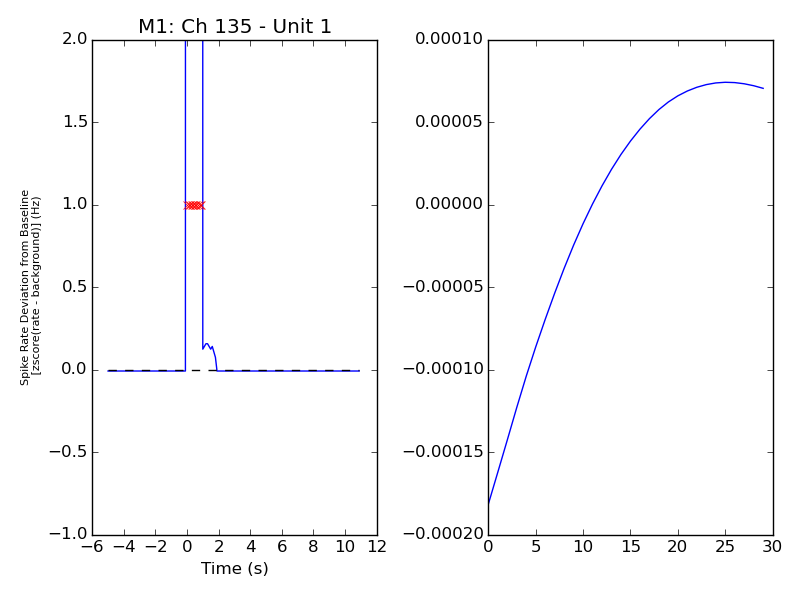 M1: Ch 135 - Unit 1
2.0
1.5
1.0
0.5
0.0
−0.5
−1.0
Spike Rate Deviation from Baseline
[zscore(rate - background)] (Hz)
−6 −4 −2 0 2 4 6 8 10 12
Time (s)
0.00010
0.00005
0.00000
−0.00005
−0.00010
−0.00015
−0.00020
0 5 10 15 20 25 30